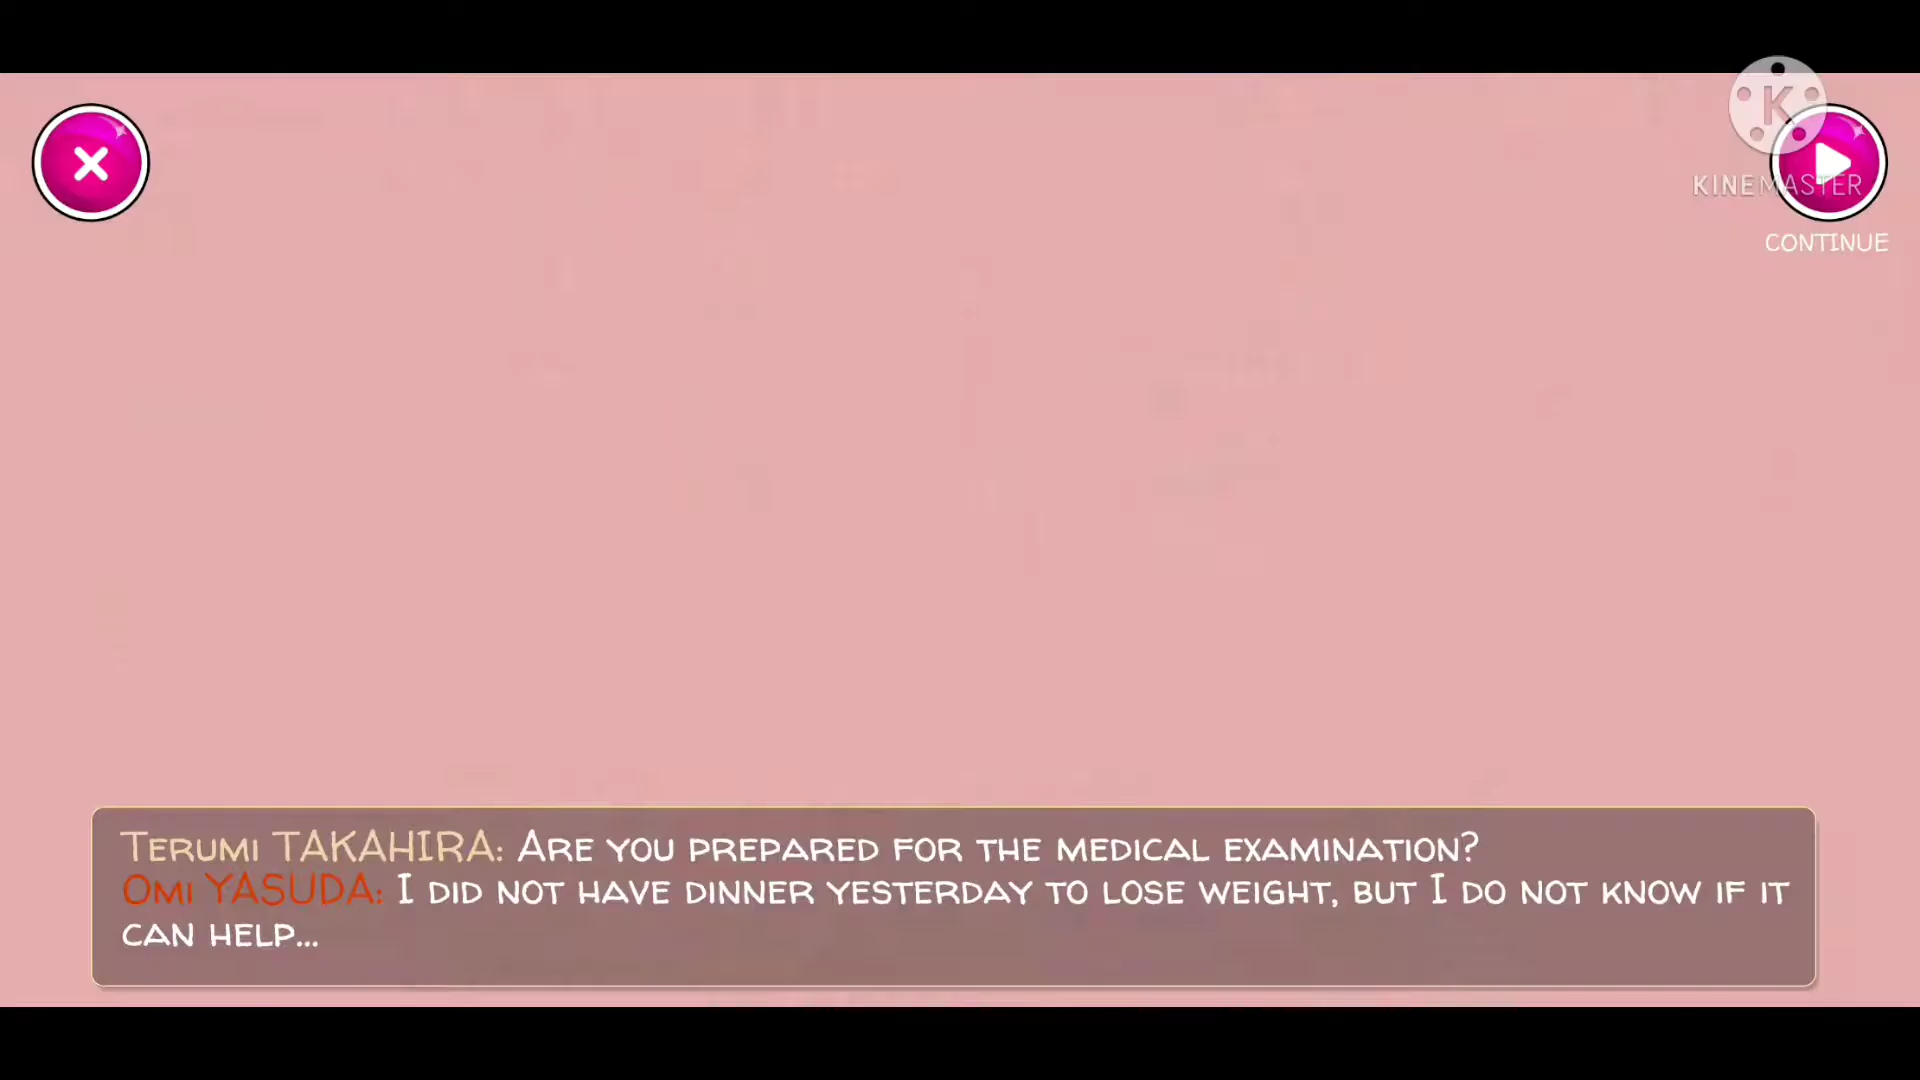 K
KINEMASTER
CONTINUE
Terumi TAKAHIRA: Are you prepared for the medical examination?
Omi YASUDA: I did not have dinner yesterday to lose weight, but I do not know if it
can help...